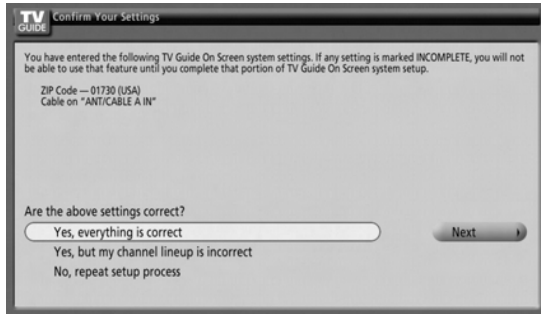 TV
GUIDE
Confirm Your Settings
You have entered the following TV Guide On Screen system settings. If any setting is marked INCOMPLETE, you will not
be able to use that feature until you complete that portion of TV Guide On Screen system setup.
ZIP Code — 01730 (USA)
Cable on "ANT/CABLE A IN"
Are the above settings correct?
Yes, everything is correct
Next
Yes, but my channel lineup is incorrect
No, repeat setup process